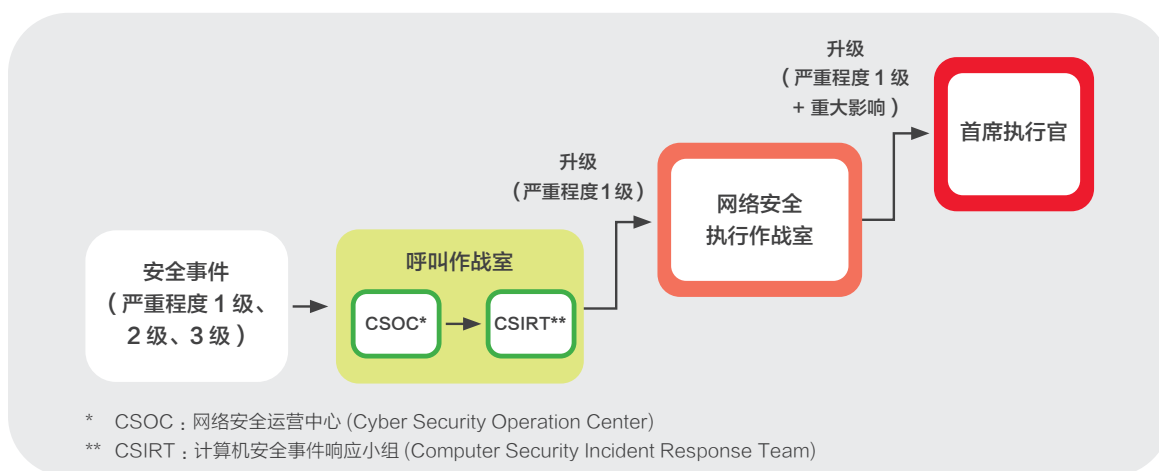 升级
（严重程度 1 级
+ 重大影响）
首席执行官
升级
（严重程度1级）
网络安全
执行作战室
呼叫作战室
安全事件
（严重程度 1 级、
2 级、3 级）
CSOC*
CSIRT**
* CSOC：网络安全运营中心 (Cyber Security Operation Center)
** CSIRT：计算机安全事件响应小组 (Computer Security Incident Response Team)